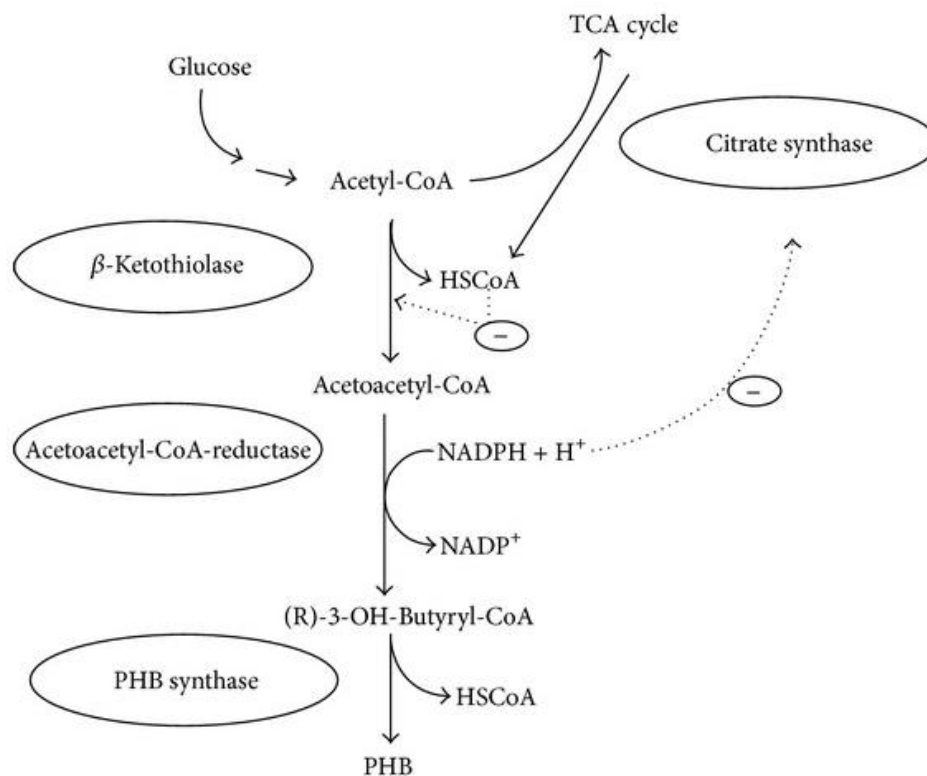 TCA cycle
Glucose
Citrate synthase
Acetyl-CoA
β-Ketothiolase
HSCoA
−
Acetoacetyl-CoA
−
Acetoacetyl-CoA-reductase
NADPH + H⁺
NADP⁺
(R)-3-OH-Butyryl-CoA
PHB synthase
HSCoA
PHB